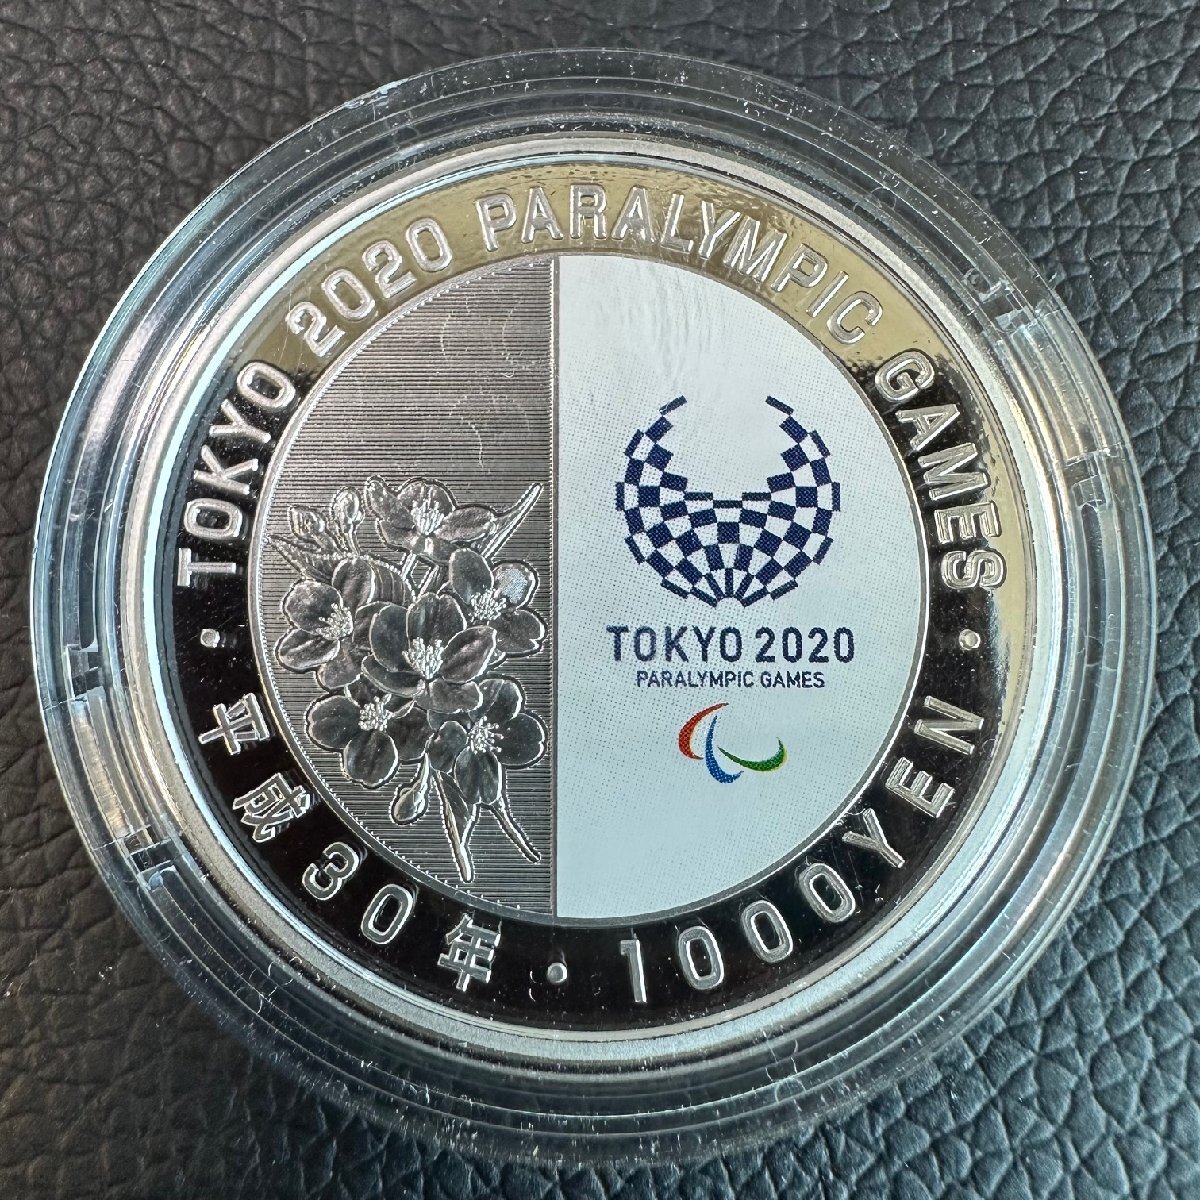 TOKYO 2020 PARALYMPIC GAMES
TOKYO 2020
PARALYMPIC GAMES
平成30年・1000YEN